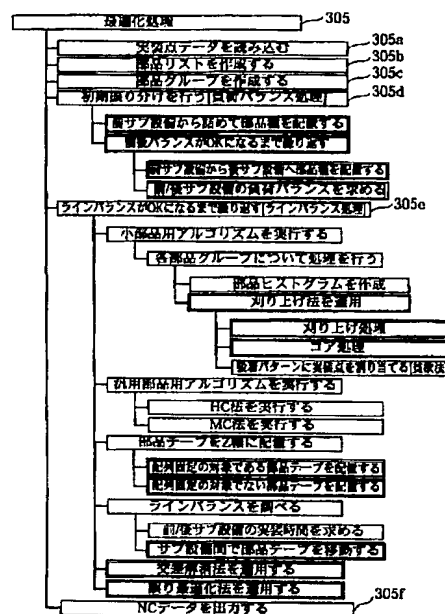 最適化処理
305
実装点データを読み込む
305a
部品リストを作成する
305b
部品グループを作成する
305c
初期振り分けを行う[負荷バランス処理]
305d
前サブ設備から詰めて部品種を配置する
前後バランスがOKになるまで繰り返す
前サブ設備から後サブ設備へ部品種を配置する
前/後サブ設備の負荷バランスを求める
ラインバランスがOKになるまで繰り返す[ラインバランス処理]
305e
小部品用アルゴリズムを実行する
各部品グループについて処理を行う
部品ヒストグラムを作成
刈り上げ法を適用
刈り上げ処理
コア処理
吸着パターンに実装点を割り当てる
汎用部品用アルゴリズムを実行する
HC法を実行する
MC法を実行する
部品テープをZ軸に配置する
配列固定の対象である部品テープを配置する
配列固定の対象でない部品テープを配置する
ラインバランスを調べる
前/後サブ設備の実装時間を求める
サブ設備間で部品テープを移動する
交差解消法を適用する
戻り最適化法を適用する
NCデータを出力する
305f